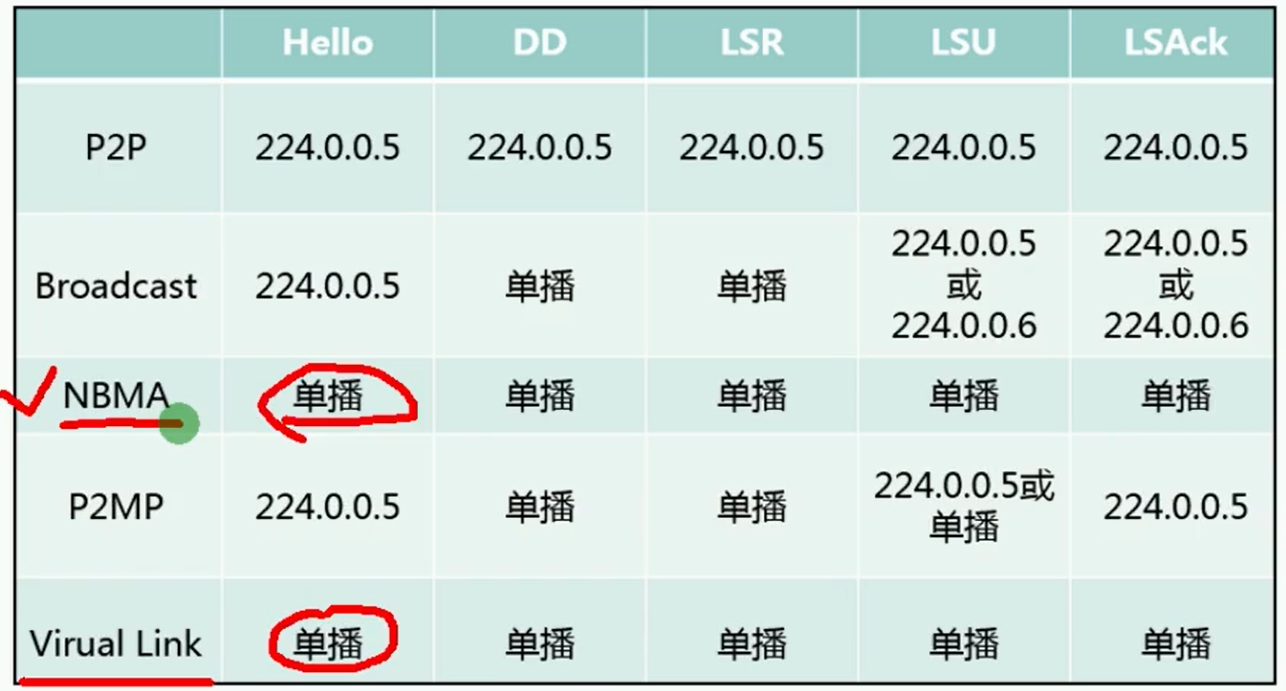 Hello DD LSR LSU LSAck
P2P 224.0.0.5 224.0.0.5 224.0.0.5 224.0.0.5 224.0.0.5
Broadcast 224.0.0.5 单播 单播 224.0.0.5 或 224.0.0.6 224.0.0.5 或 224.0.0.6
NBMA 单播 单播 单播 单播 单播
P2MP 224.0.0.5 单播 单播 224.0.0.5或 单播 224.0.0.5
Virual Link 单播 单播 单播 单播 单播